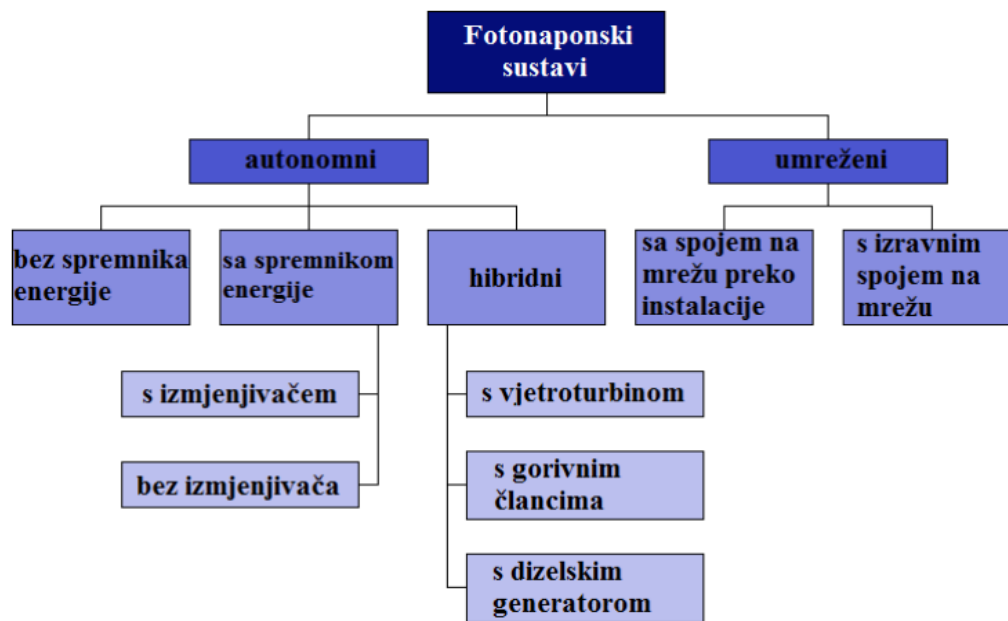 Fotonaponski
sustavi
autonomni
umreženi
bez spremnika
energije
sa spremnikom
energije
hibridni
sa spojem na
mrežu preko
instalacije
s izravnim
spojem na
mrežu
s izmjenjivačem
bez izmjenjivača
s vjetroturbinom
s gorivnim
člancima
s dizelskim
generatorom